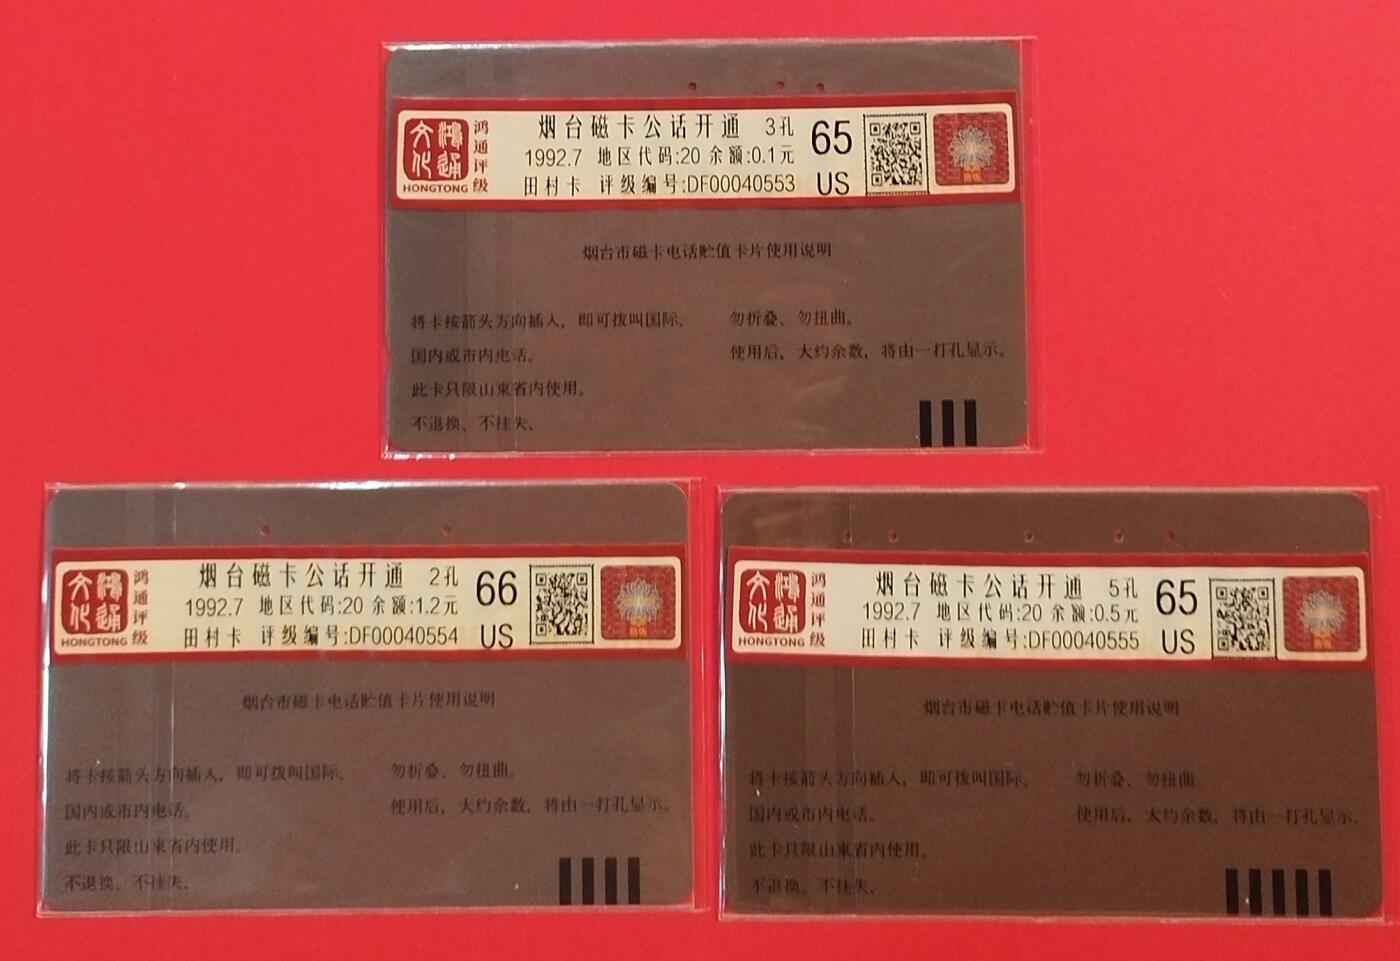 鸿通文化
HONGTONG
鸿通评级
烟台磁卡公话开通 3孔
1992.7 地区代码:20 余额:0.1元
田村卡 评级编号:DF00040553
65
US
烟台市磁卡电话贮值卡片使用说明
将卡按箭头方向插入，即可拨叫国际、
国内或市内电话。
此卡只限山東省内使用。
不退换、不挂失、
勿折叠、勿扭曲。
使用后，大约余数，将由一打孔显示。
鸿通文化
HONGTONG
鸿通评级
烟台磁卡公话开通 2孔
1992.7 地区代码:20 余额:1.2元
田村卡 评级编号:DF00040554
66
US
烟台市磁卡电话贮值卡片使用说明
将卡按箭头方向插入，即可拨叫国际、
国内或市内电话。
此卡只限山東省内使用。
不退换、不挂失、
勿折叠、勿扭曲。
使用后，大约余数，将由一打孔显示。
鸿通文化
HONGTONG
鸿通评级
烟台磁卡公话开通 5孔
1992.7 地区代码:20 余额:0.5元
田村卡 评级编号:DF00040555
65
US
烟台市磁卡电话贮值卡片使用说明
将卡按箭头方向插入，即可拨叫国际、
国内或市内电话。
此卡只限山東省内使用。
不退换、不挂失、
勿折叠、勿扭曲
使用后，大约余数，将由一打孔显示。